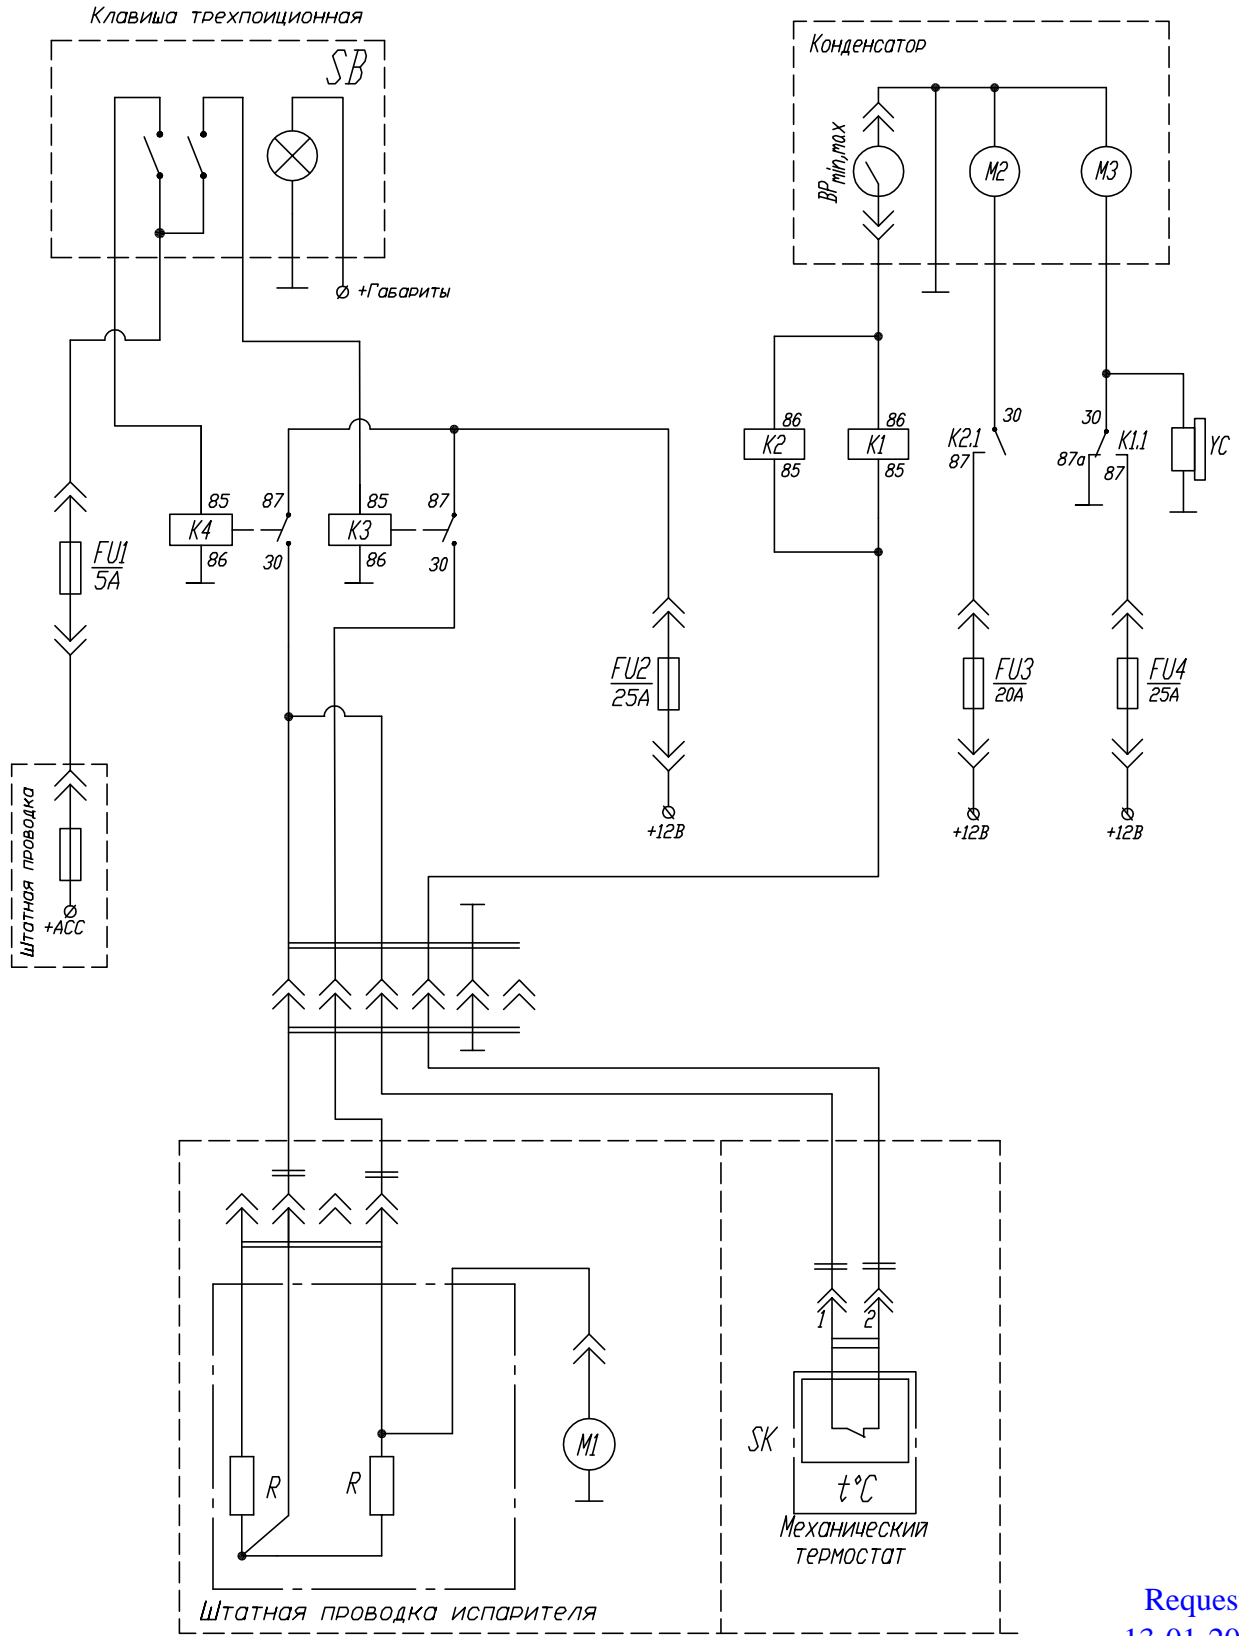 Клавиша трехпоиционная
SB
+Габариты
Конденсатор
BP min,max
M2
M3
86
K2
85
86
K1
85
K2.1
30
87
30
K1.1
87a
87
YC
85
K4
86
87
30
85
K3
86
87
30
FU1
5A
FU2
25A
+12В
FU3
20A
+12В
FU4
25A
+12В
Штатная проводка
+ACC
1
2
R
R
M1
SK
t°C
Механический
термостат
Штатная проводка испарителя
Reques